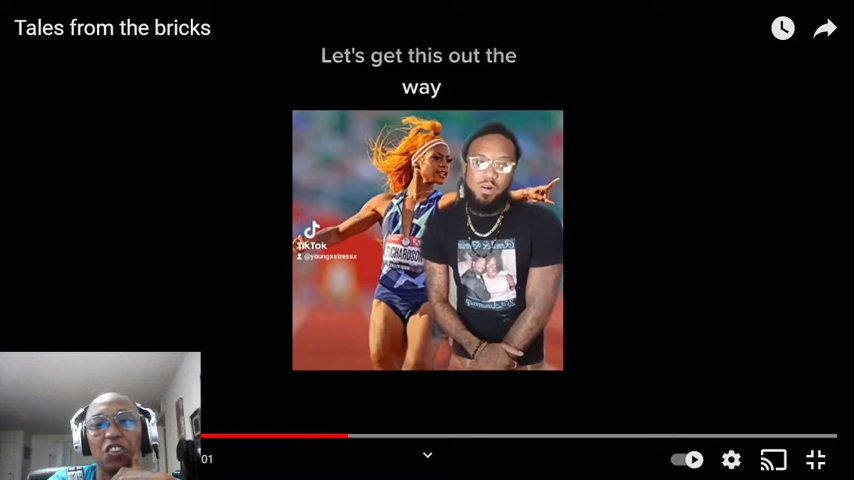 Tales from the bricks
Let's get this out the
way
TikTok
@youngxstressx
RICHARDSON
01